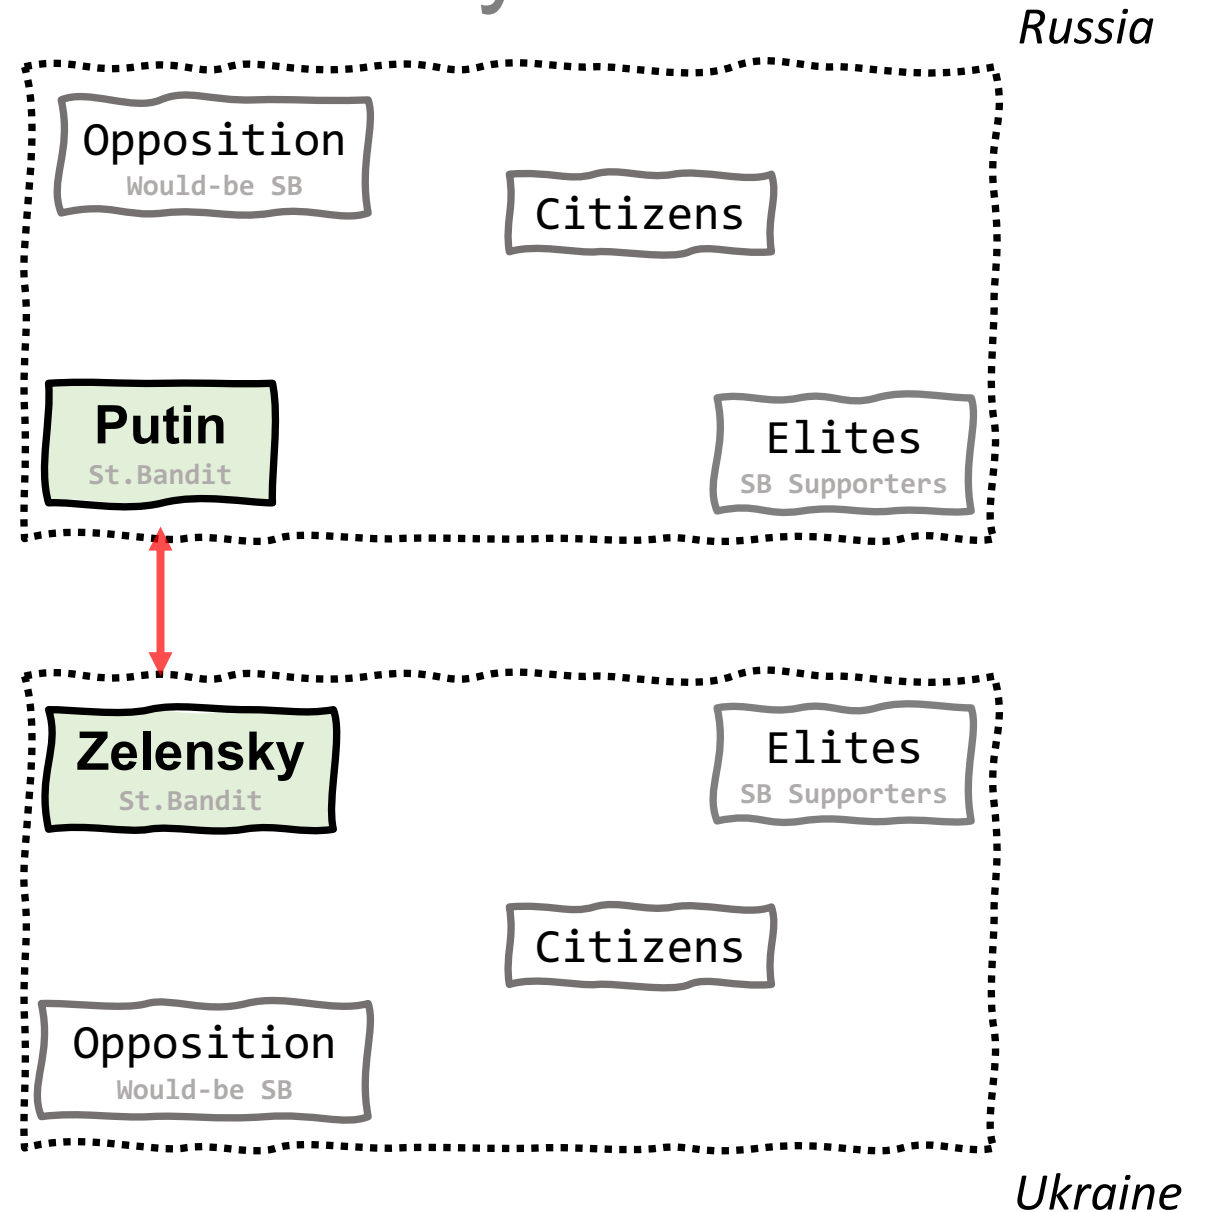 Russia
Opposition
Would-be SB
Citizens
Putin
St.Bandit
Elites
SB Supporters
Zelensky
St.Bandit
Elites
SB Supporters
Citizens
Opposition
Would-be SB
Ukraine